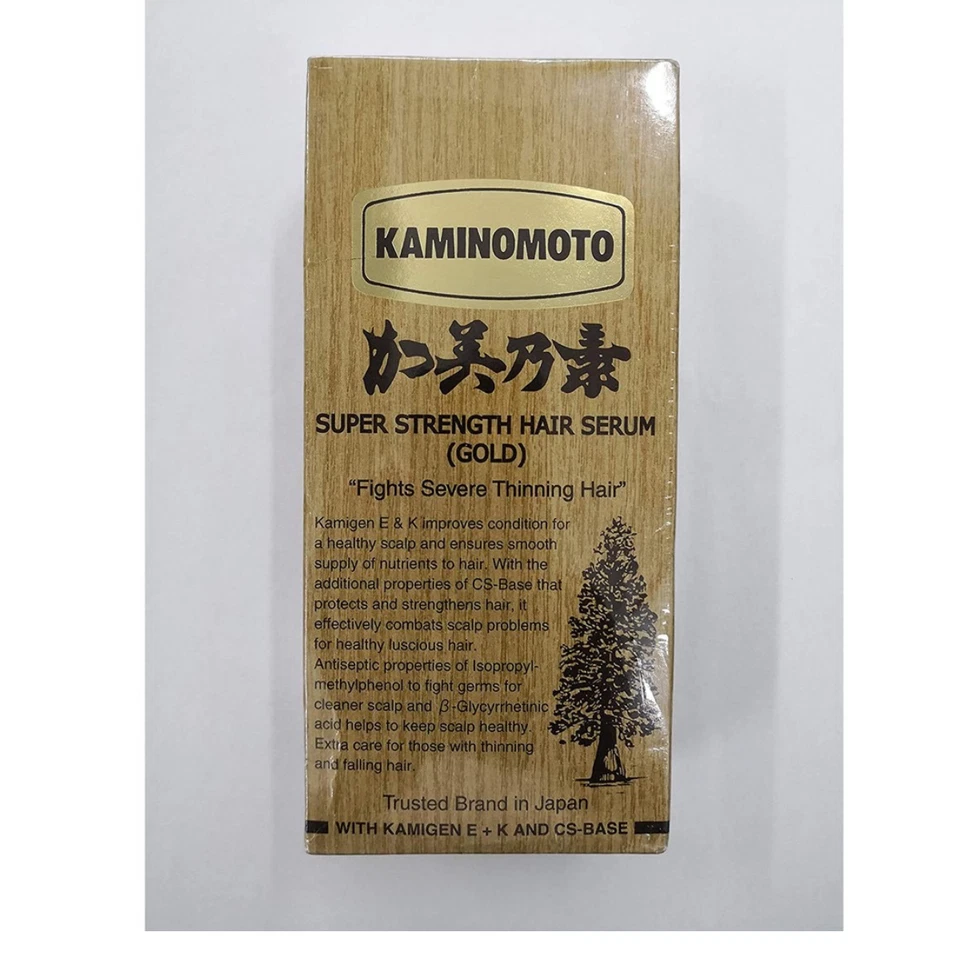 KAMINOMOTO
加美乃素
SUPER STRENGTH HAIR SERUM
(GOLD)
“Fights Severe Thinning Hair”
Kamigen E & K improves condition for
a healthy scalp and ensures smooth
supply of nutrients to hair. With the
additional properties of CS-Base that
protects and strengthens hair, it
effectively combats scalp problems
for healthy luscious hair.
Antiseptic properties of Isopropyl-
methylphenol to fight germs for
cleaner scalp and β-Glycyrrhetinic
acid helps to keep scalp healthy.
Extra care for those with thinning
and falling hair.
Trusted Brand in Japan
WITH KAMIGEN E + K AND CS-BASE